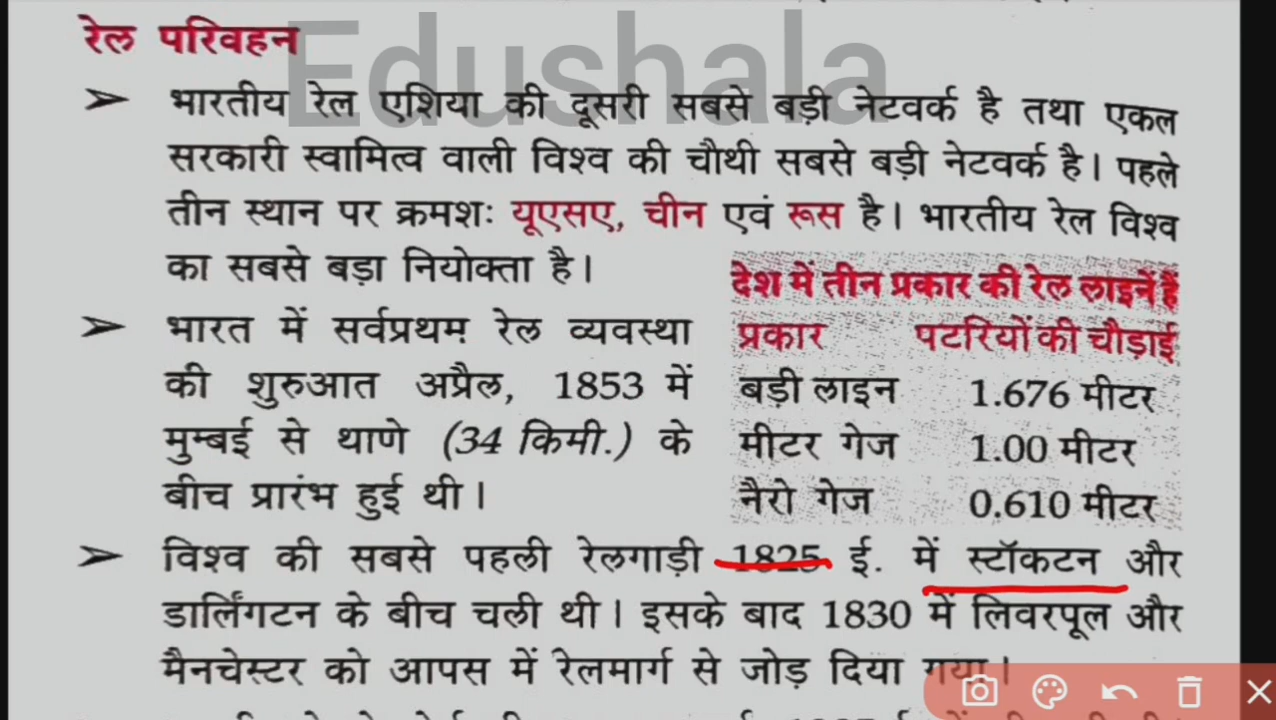 Edushala
रेल परिवहन
➤ भारतीय रेल एशिया की दूसरी सबसे बड़ी नेटवर्क है तथा एकल
सरकारी स्वामित्व वाली विश्व की चौथी सबसे बड़ी नेटवर्क है। पहले
तीन स्थान पर क्रमशः यूएसए, चीन एवं रूस है। भारतीय रेल विश्व
का सबसे बड़ा नियोक्ता है।
➤ भारत में सर्वप्रथम रेल व्यवस्था
की शुरुआत अप्रैल, 1853 में
मुम्बई से थाणे (34 किमी.) के
बीच प्रारंभ हुई थी।
देश में तीन प्रकार की रेल लाइनें हैं
प्रकार पटरियों की चौड़ाई
बड़ी लाइन 1.676 मीटर
मीटर गेज 1.00 मीटर
नैरो गेज 0.610 मीटर
➤ विश्व की सबसे पहली रेलगाड़ी 1825 ई. में स्टॉकटन और
डार्लिंगटन के बीच चली थी। इसके बाद 1830 में लिवरपूल और
मैनचेस्टर को आपस में रेलमार्ग से जोड़ दिया गया।